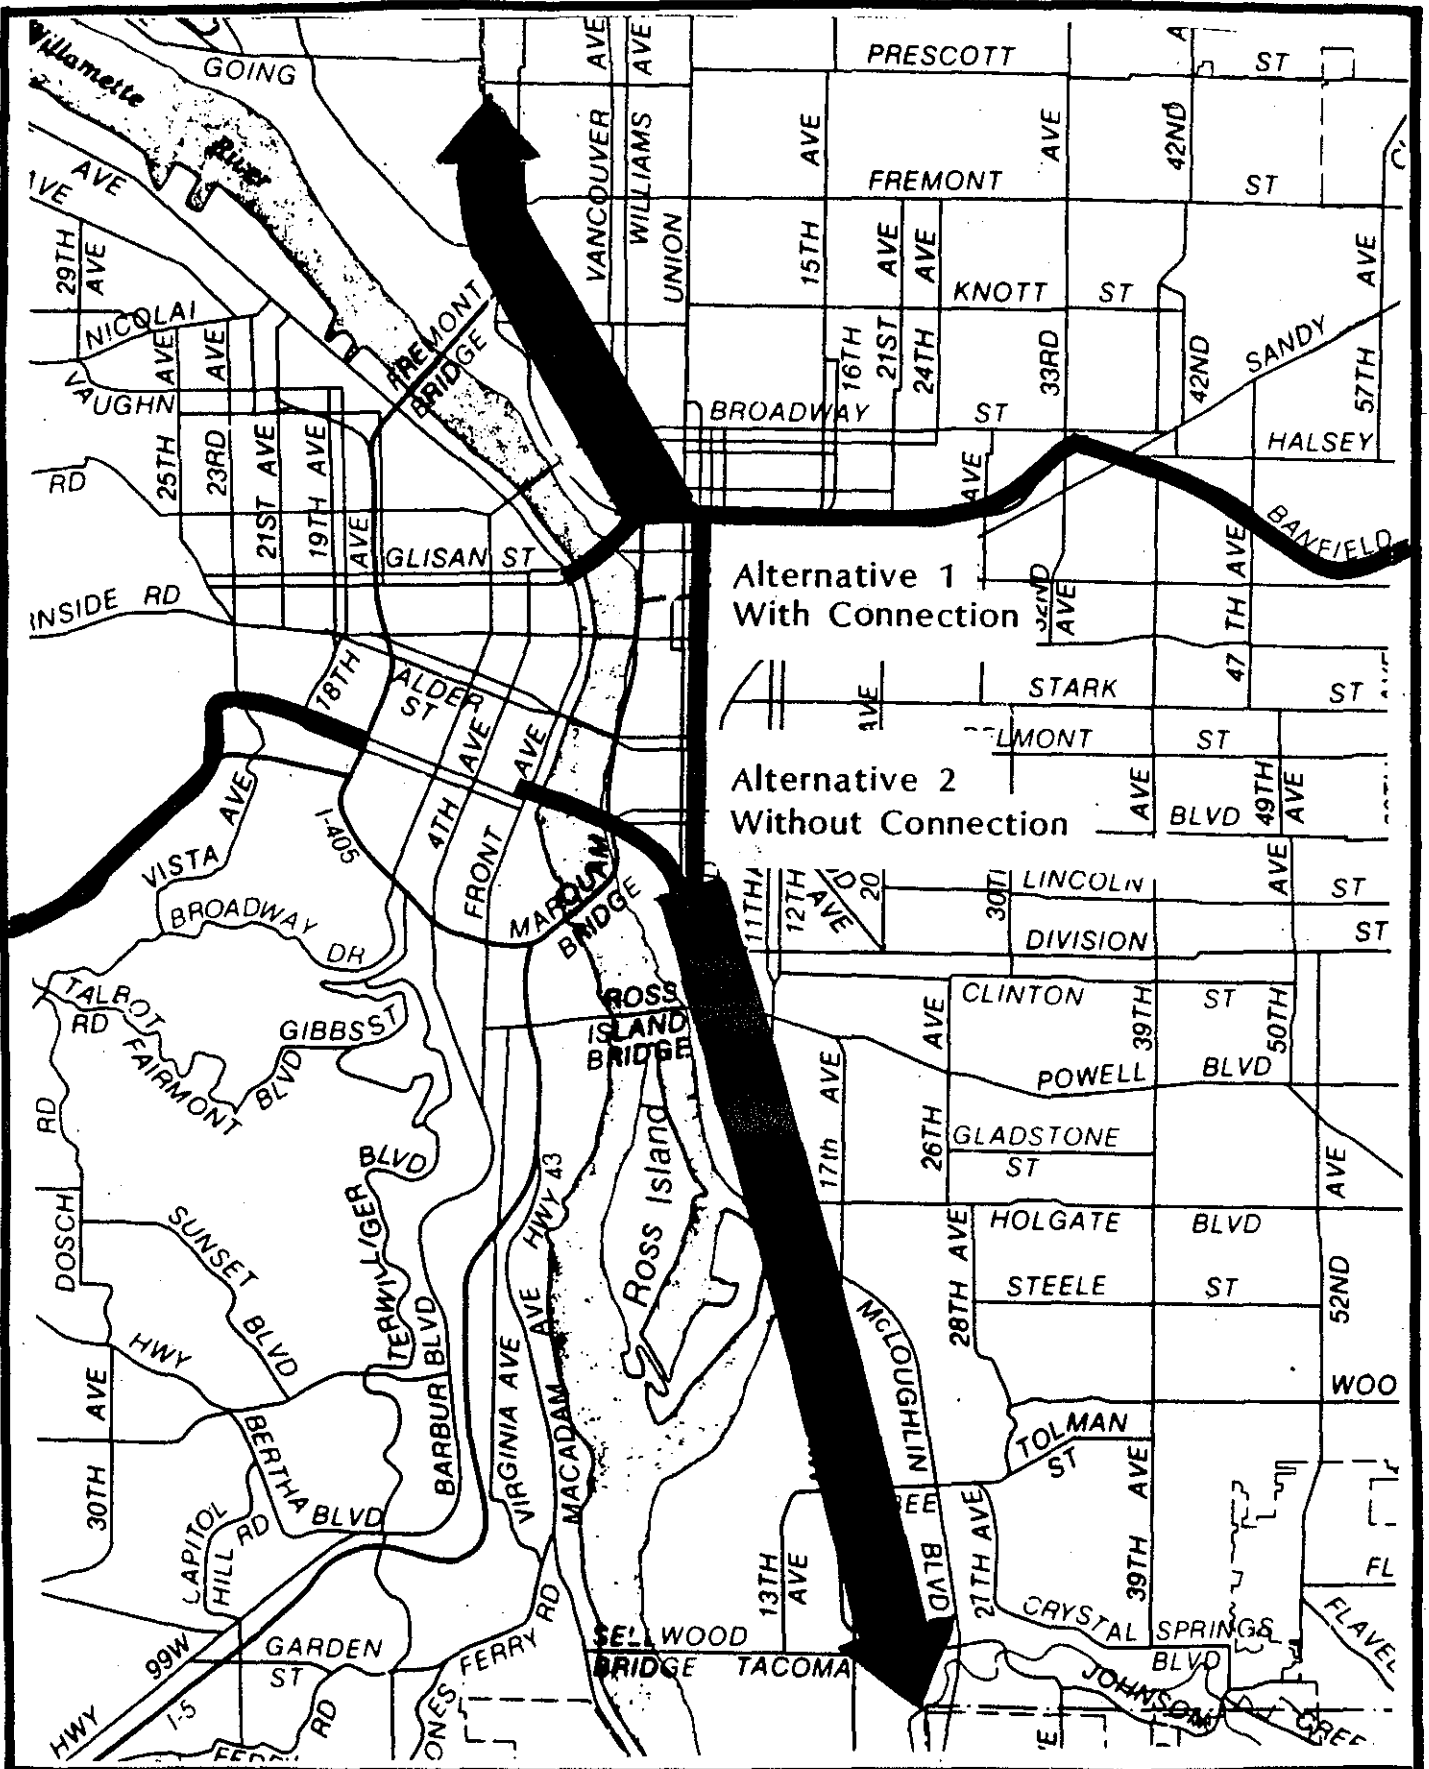 Willamette
River
GOING
AVE
AVE
PRESCOTT
ST
VANCOUVER
WILLIAMS
UNION
15TH
AVE
AVE
42ND
FREMONT
ST
AVE
29TH
AVE
NICOLAI
VAUGHN
AVE
AVE
25TH
23RD
21ST AVE
19TH AVE
AVE
FREMONT
BRIDGE
KNOTT
ST
16TH
21ST
AVE
24TH
AVE
33RD
42ND
SANDY
57TH
AVE
BROADWAY
ST
HALSEY
RD
GLISAN ST
AVE
BANFIELD
Alternative 1
With Connection
AVE
47
TH AVE
RD
18TH
ALDER
ST
STARK
ST
AVE
AVE
AVE
4TH
FRONT
ST
Alternative 2
Without Connection
AVE
BLVD
49TH
AVE
I-405
AVE
VISTA
BROADWAY
DR
MARQUAM
BRIDGE
11TH
12TH
AVE
20
LINCOLN
AVE
ST
DIVISION
ST
TALBOT
RD
FAIRMONT
BLVD
GIBBS ST
ROSS
ISLAND
BRIDGE
CLINTON
ST
39TH
50TH
26TH
AVE
POWELL
BLVD
17th
AVE
RD
DOSCH
BLVD
TERWILLIGER
HWY 43
Ross Island
GLADSTONE
ST
AVE
52ND
SUNSET
BLVD
HOLGATE
BLVD
28TH AVE
STEELE
ST
HWY
BARBUR BLVD
VIRGINIA AVE
AVE
MACADAM
McLOUGHLIN
BLVD
WOO
30TH
AVE
BERTHA
BLVD
TOLMAN
ST
39TH
AVE
CAPITOL
HILL
RD
13TH
AVE
27TH AVE
FL
FLAVEL
CRYSTAL SPRINGS
BLVD
99W
HWY
I-5
GARDEN
ST
RD
FERRY
RD
SELLWOOD
BRIDGE
TACOMA
JOHNSON
CREE